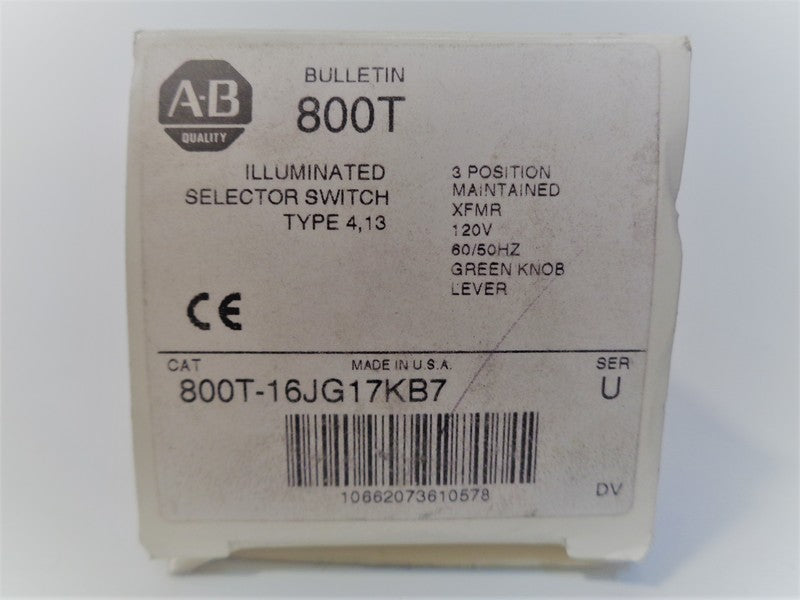 A-B
QUALITY
BULLETIN
800T
ILLUMINATED
SELECTOR SWITCH
TYPE 4,13
3 POSITION
MAINTAINED
XFMR
120V
60/50HZ
GREEN KNOB
LEVER
CE
CAT MADE IN U.S.A. SER
800T-16JG17KB7 U
10662073610578
DV